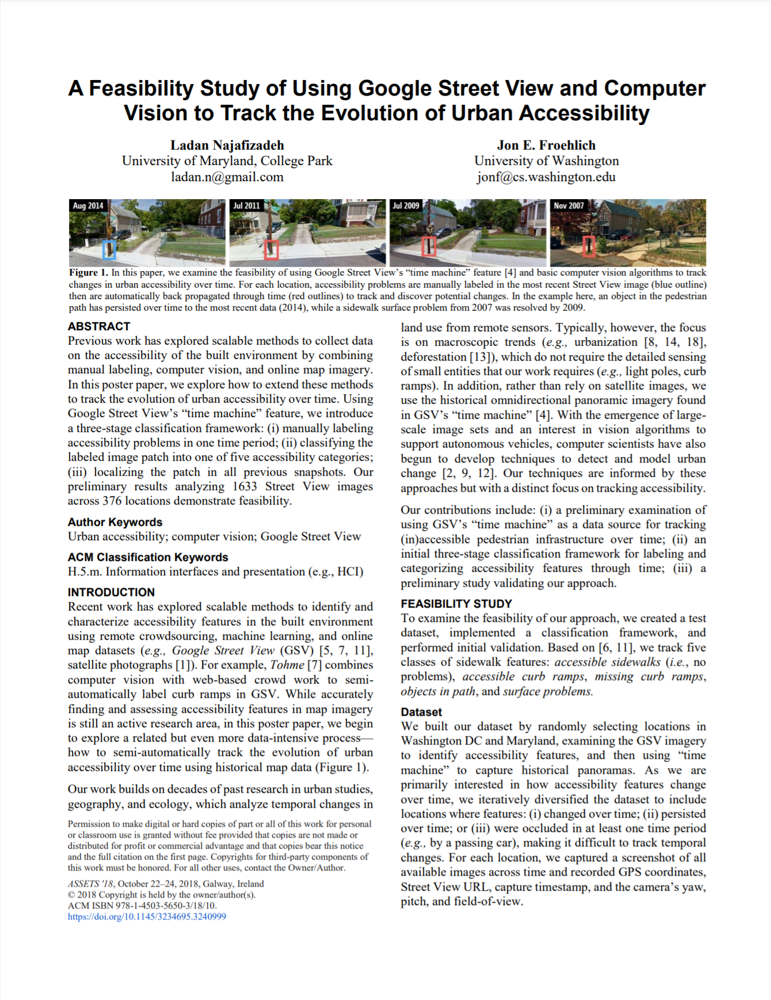 A Feasibility Study of Using Google Street View and Computer
Vision to Track the Evolution of Urban Accessibility
Ladan Najafizadeh
University of Maryland, College Park
ladan.n@gmail.com
Jon E. Froehlich
University of Washington
jonf@cs.washington.edu
Aug 2014
Jul 2011
Jul 2009
Nov 2007
Figure 1. In this paper, we examine the feasibility of using Google Street View's “time machine” feature [4] and basic computer vision algorithms to track
changes in urban accessibility over time. For each location, accessibility problems are manually labeled in the most recent Street View image (blue outline)
then are automatically back propagated through time (red outlines) to track and discover potential changes. In the example here, an object in the pedestrian
path has persisted over time to the most recent data (2014), while a sidewalk surface problem from 2007 was resolved by 2009.
ABSTRACT
Previous work has explored scalable methods to collect data
on the accessibility of the built environment by combining
manual labeling, computer vision, and online map imagery.
In this poster paper, we explore how to extend these methods
to track the evolution of urban accessibility over time. Using
Google Street View's “time machine” feature, we introduce
a three-stage classification framework: (i) manually labeling
accessibility problems in one time period; (ii) classifying the
labeled image patch into one of five accessibility categories;
(iii) localizing the patch in all previous snapshots. Our
preliminary results analyzing 1633 Street View images
across 376 locations demonstrate feasibility.
Author Keywords
Urban accessibility; computer vision; Google Street View
ACM Classification Keywords
H.5.m. Information interfaces and presentation (e.g., HCI)
INTRODUCTION
Recent work has explored scalable methods to identify and
characterize accessibility features in the built environment
using remote crowdsourcing, machine learning, and online
map datasets (e.g., Google Street View (GSV) [5, 7, 11],
satellite photographs [1]). For example, Tohme [7] combines
computer vision with web-based crowd work to semi-
automatically label curb ramps in GSV. While accurately
finding and assessing accessibility features in map imagery
is still an active research area, in this poster paper, we begin
to explore a related but even more data-intensive process—
how to semi-automatically track the evolution of urban
accessibility over time using historical map data (Figure 1).
Our work builds on decades of past research in urban studies,
geography, and ecology, which analyze temporal changes in
Permission to make digital or hard copies of part or all of this work for personal
or classroom use is granted without fee provided that copies are not made or
distributed for profit or commercial advantage and that copies bear this notice
and the full citation on the first page. Copyrights for third-party components of
this work must be honored. For all other uses, contact the Owner/Author.
ASSETS '18, October 22–24, 2018, Galway, Ireland
© 2018 Copyright is held by the owner/author(s).
ACM ISBN 978-1-4503-5650-3/18/10.
https://doi.org/10.1145/3234695.3240999
land use from remote sensors. Typically, however, the focus
is on macroscopic trends (e.g., urbanization [8, 14, 18],
deforestation [13]), which do not require the detailed sensing
of small entities that our work requires (e.g., light poles, curb
ramps). In addition, rather than rely on satellite images, we
use the historical omnidirectional panoramic imagery found
in GSV's “time machine” [4]. With the emergence of large-
scale image sets and an interest in vision algorithms to
support autonomous vehicles, computer scientists have also
begun to develop techniques to detect and model urban
change [2, 9, 12]. Our techniques are informed by these
approaches but with a distinct focus on tracking accessibility.
Our contributions include: (i) a preliminary examination of
using GSV's “time machine” as a data source for tracking
(in)accessible pedestrian infrastructure over time; (ii) an
initial three-stage classification framework for labeling and
categorizing accessibility features through time; (iii) a
preliminary study validating our approach.
FEASIBILITY STUDY
To examine the feasibility of our approach, we created a test
dataset, implemented a classification framework, and
performed initial validation. Based on [6, 11], we track five
classes of sidewalk features: accessible sidewalks (i.e., no
problems), accessible curb ramps, missing curb ramps,
objects in path, and surface problems.
Dataset
We built our dataset by randomly selecting locations in
Washington DC and Maryland, examining the GSV imagery
to identify accessibility features, and then using “time
machine” to capture historical panoramas. As we are
primarily interested in how accessibility features change
over time, we iteratively diversified the dataset to include
locations where features: (i) changed over time; (ii) persisted
over time; or (iii) were occluded in at least one time period
(e.g., by a passing car), making it difficult to track temporal
changes. For each location, we captured a screenshot of all
available images across time and recorded GPS coordinates,
Street View URL, capture timestamp, and the camera's yaw,
pitch, and field-of-view.